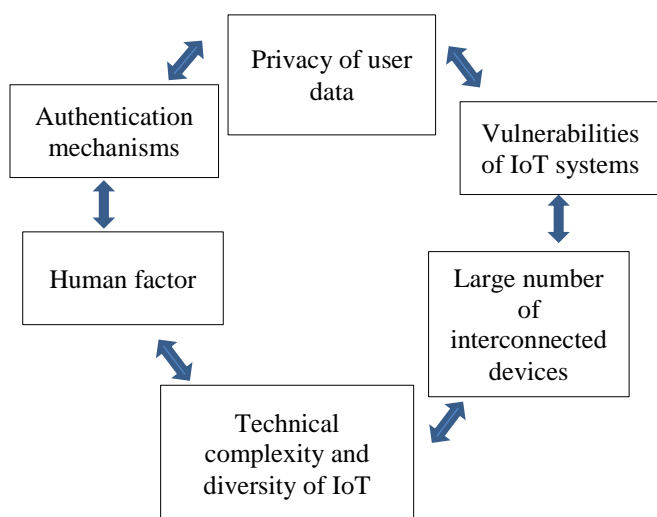 Privacy of user
data
Authentication
mechanisms
Vulnerabilities
of IoT systems
Human factor
Large number
of
interconnected
devices
Technical
complexity and
diversity of IoT